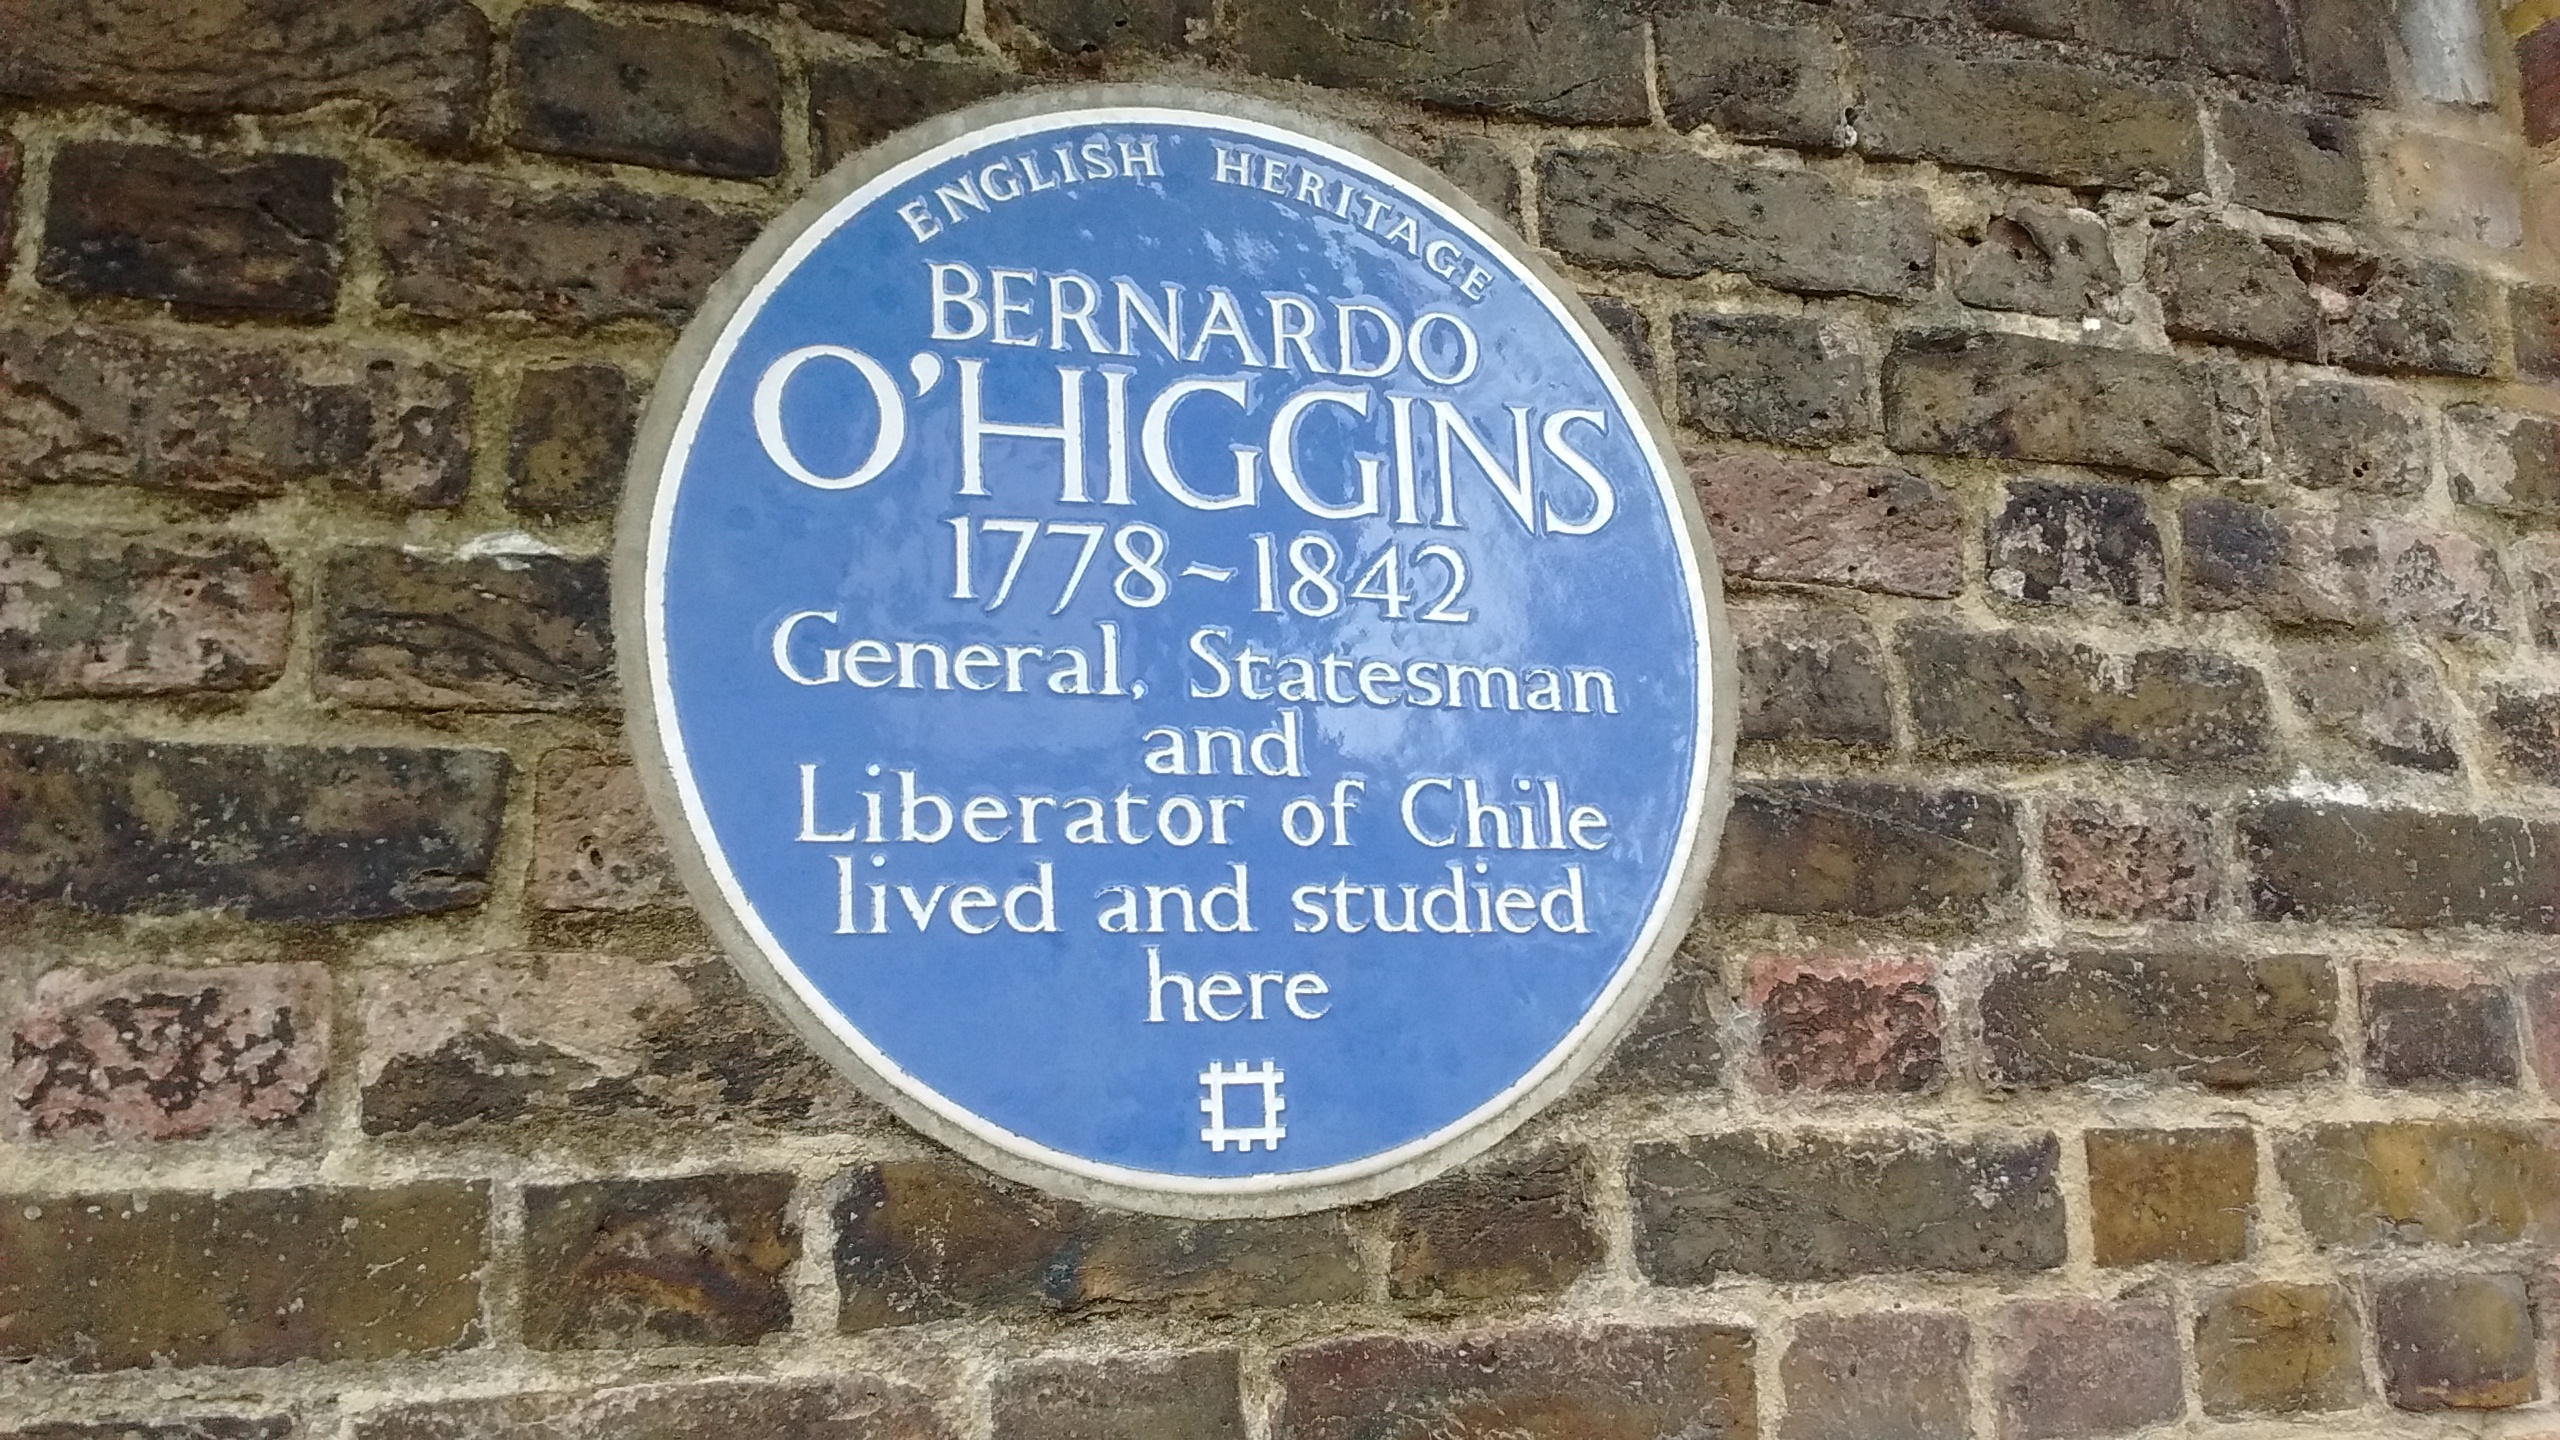 ENGLISH HERITAGE
BERNARDO
O'HIGGINS
1778~1842
General, Statesman
and
Liberator of Chile
lived and studied
here